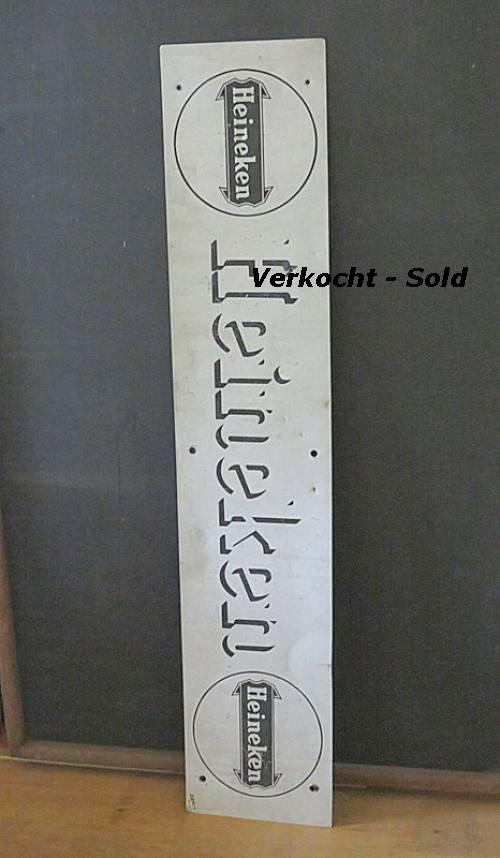 Heineken
Verkocht - Sold
Heineken
Heineken